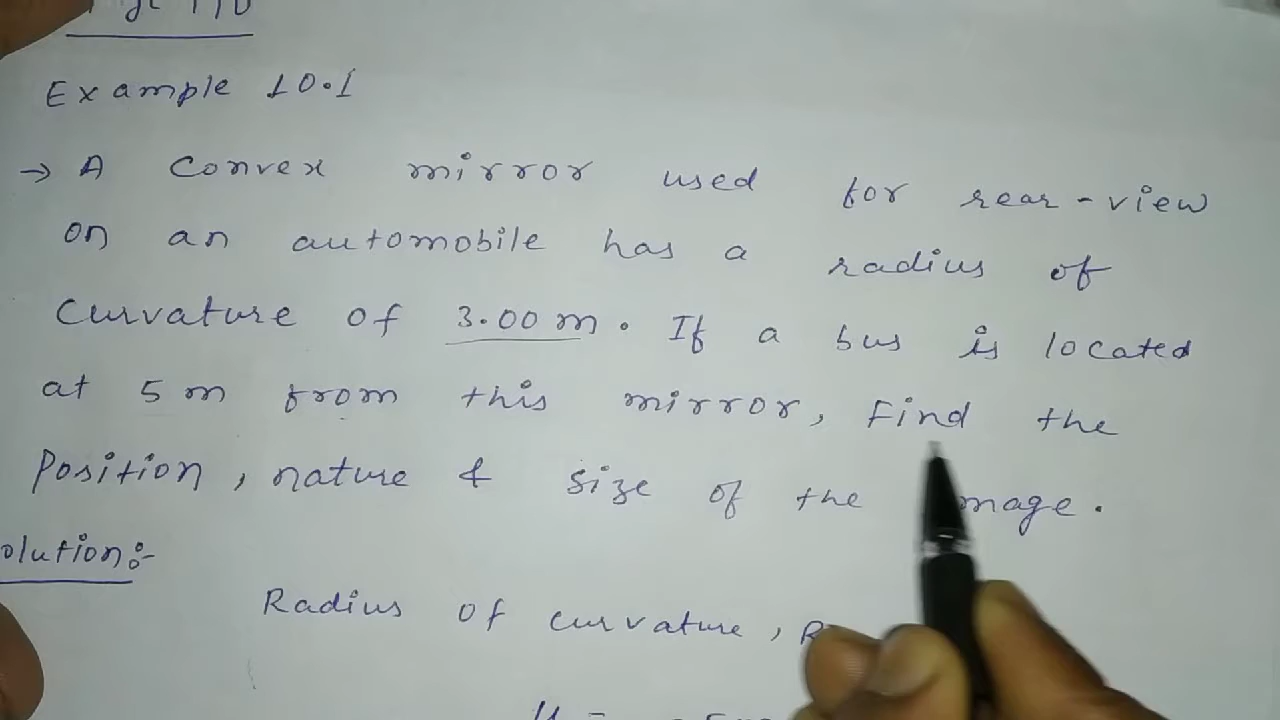 Example 10.1
→ A convex mirror used for rear-view
on an automobile has a radius of
curvature of 3.00 m. If a bus is located
at 5 m from this mirror, Find the
Position, nature & size of the image.
olution:-
Radius of curvature, R
u =